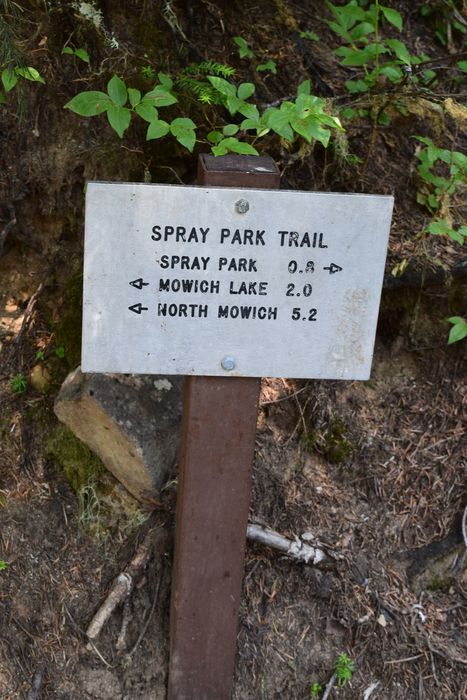 SPRAY PARK TRAIL
SPRAY PARK 0.8 →
← MOWICH LAKE 2.0
← NORTH MOWICH 5.2